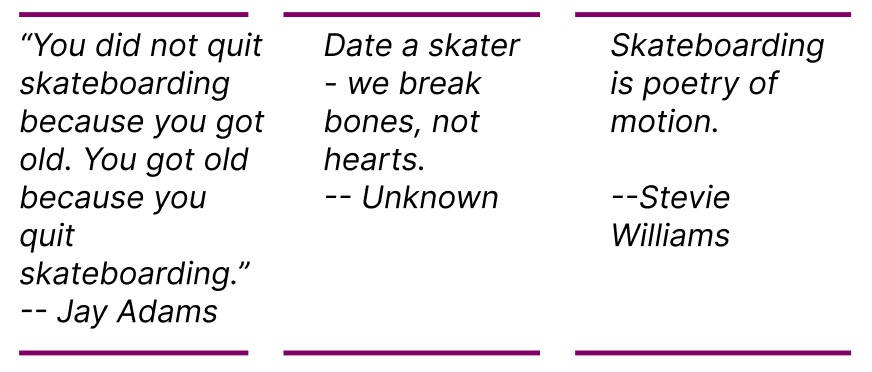 “You did not quit
skateboarding
because you got
old. You got old
because you
quit
skateboarding.”
-- Jay Adams
Date a skater
- we break
bones, not
hearts.
-- Unknown
Skateboarding
is poetry of
motion.
--Stevie
Williams